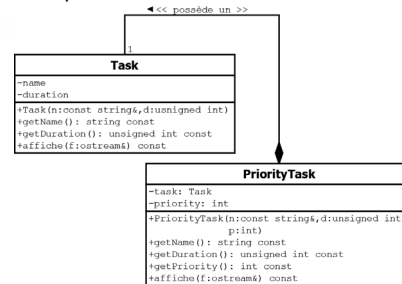 ◄<< possède un >>
1
Task
-name
-duration
+Task(n:const string&,d:usnigned int)
+getName(): string const
+getDuration(): unsigned int const
+affiche(f:ostream&) const
PriorityTask
-task: Task
-priority: int
+PriorityTask(n:const string&,d:unsigned int
p:int)
+getName(): string const
+getDuration(): unsigned int const
+getPriority(): int const
+affiche(f:ostream&) const